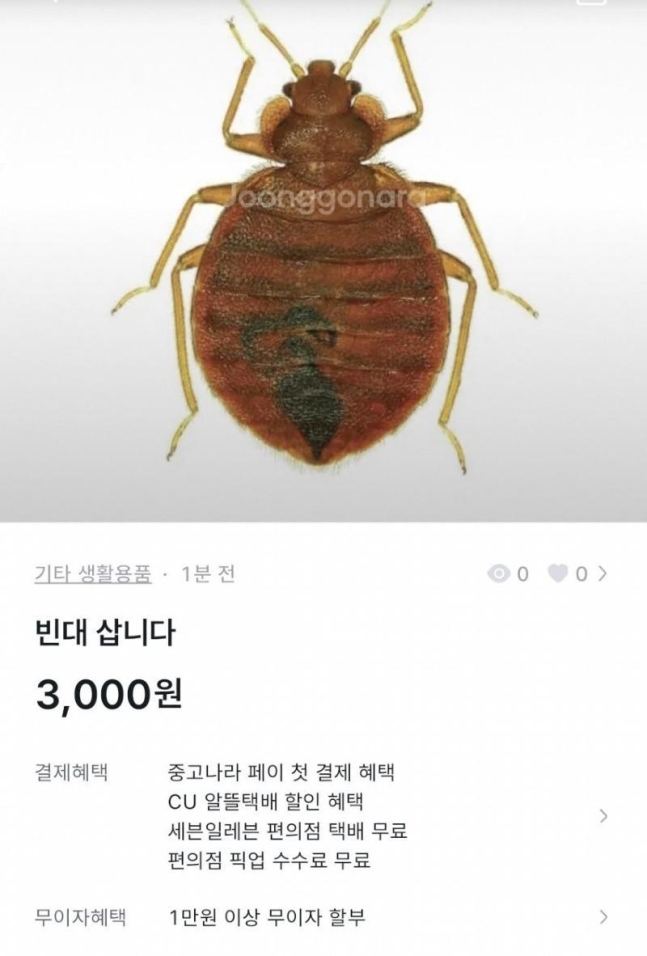 Joonggonara
기타 생활용품 · 1분 전
0 0
빈대 삽니다
3,000원
결제혜택
중고나라 페이 첫 결제 혜택
CU 알뜰택배 할인 혜택
세븐일레븐 편의점 택배 무료
편의점 픽업 수수료 무료
무이자혜택
1만원 이상 무이자 할부